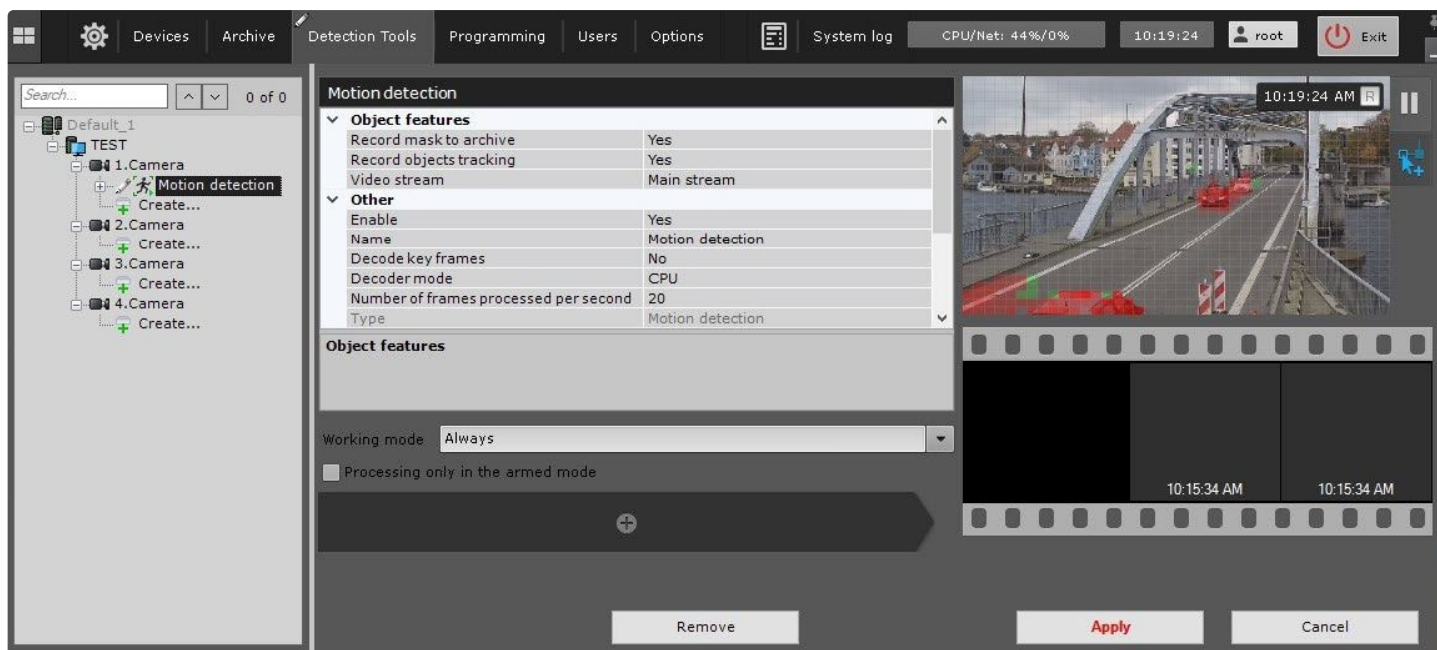 Devices Archive Detection Tools Programming Users Options System log CPU/Net: 44%/0% 10:19:24 root Exit
Search... 0 of 0
Default_1
TEST
1.Camera
Motion detection
Create...
2.Camera
Create...
3.Camera
Create...
4.Camera
Create...
Motion detection
Object features
Record mask to archive Yes
Record objects tracking Yes
Video stream Main stream
Other
Enable Yes
Name Motion detection
Decode key frames No
Decoder mode CPU
Number of frames processed per second 20
Type Motion detection
Object features
Working mode Always
Processing only in the armed mode
Remove
10:19:24 AM R
10:15:34 AM 10:15:34 AM
Apply Cancel